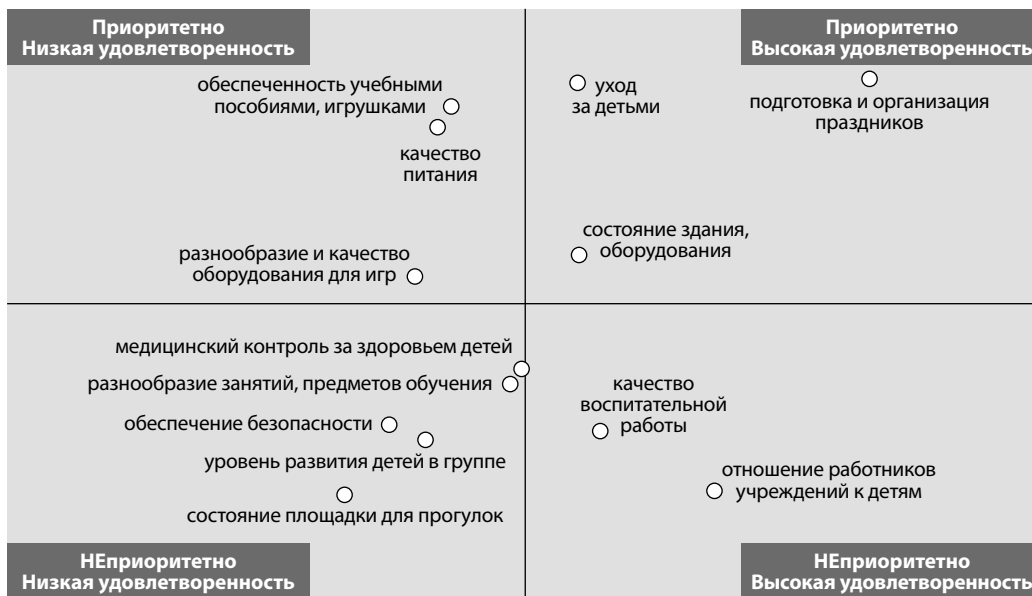 Приоритетно
Низкая удовлетворенность
Приоритетно
Высокая удовлетворенность
обеспеченность учебными
пособиями, игрушками
уход
за детьми
подготовка и организация
праздников
качество
питания
состояние здания,
оборудования
разнообразие и качество
оборудования для игр
медицинский контроль за здоровьем детей
разнообразие занятий, предметов обучения
обеспечение безопасности
уровень развития детей в группе
состояние площадки для прогулок
качество
воспитательной
работы
отношение работников
учреждений к детям
НЕприоритетно
Низкая удовлетворенность
НЕприоритетно
Высокая удовлетворенность